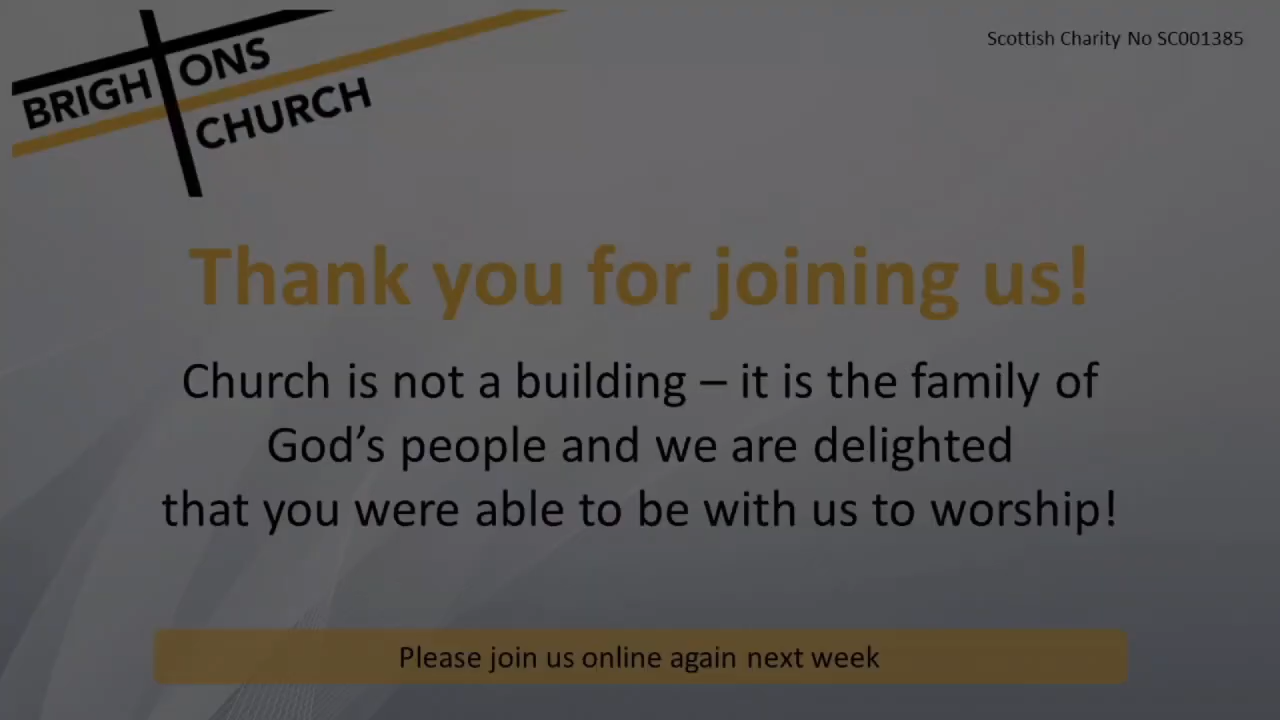 BRIGHTONS
CHURCH
Scottish Charity No SC001385
Thank you for joining us!
Church is not a building – it is the family of
God’s people and we are delighted
that you were able to be with us to worship!
Please join us online again next week